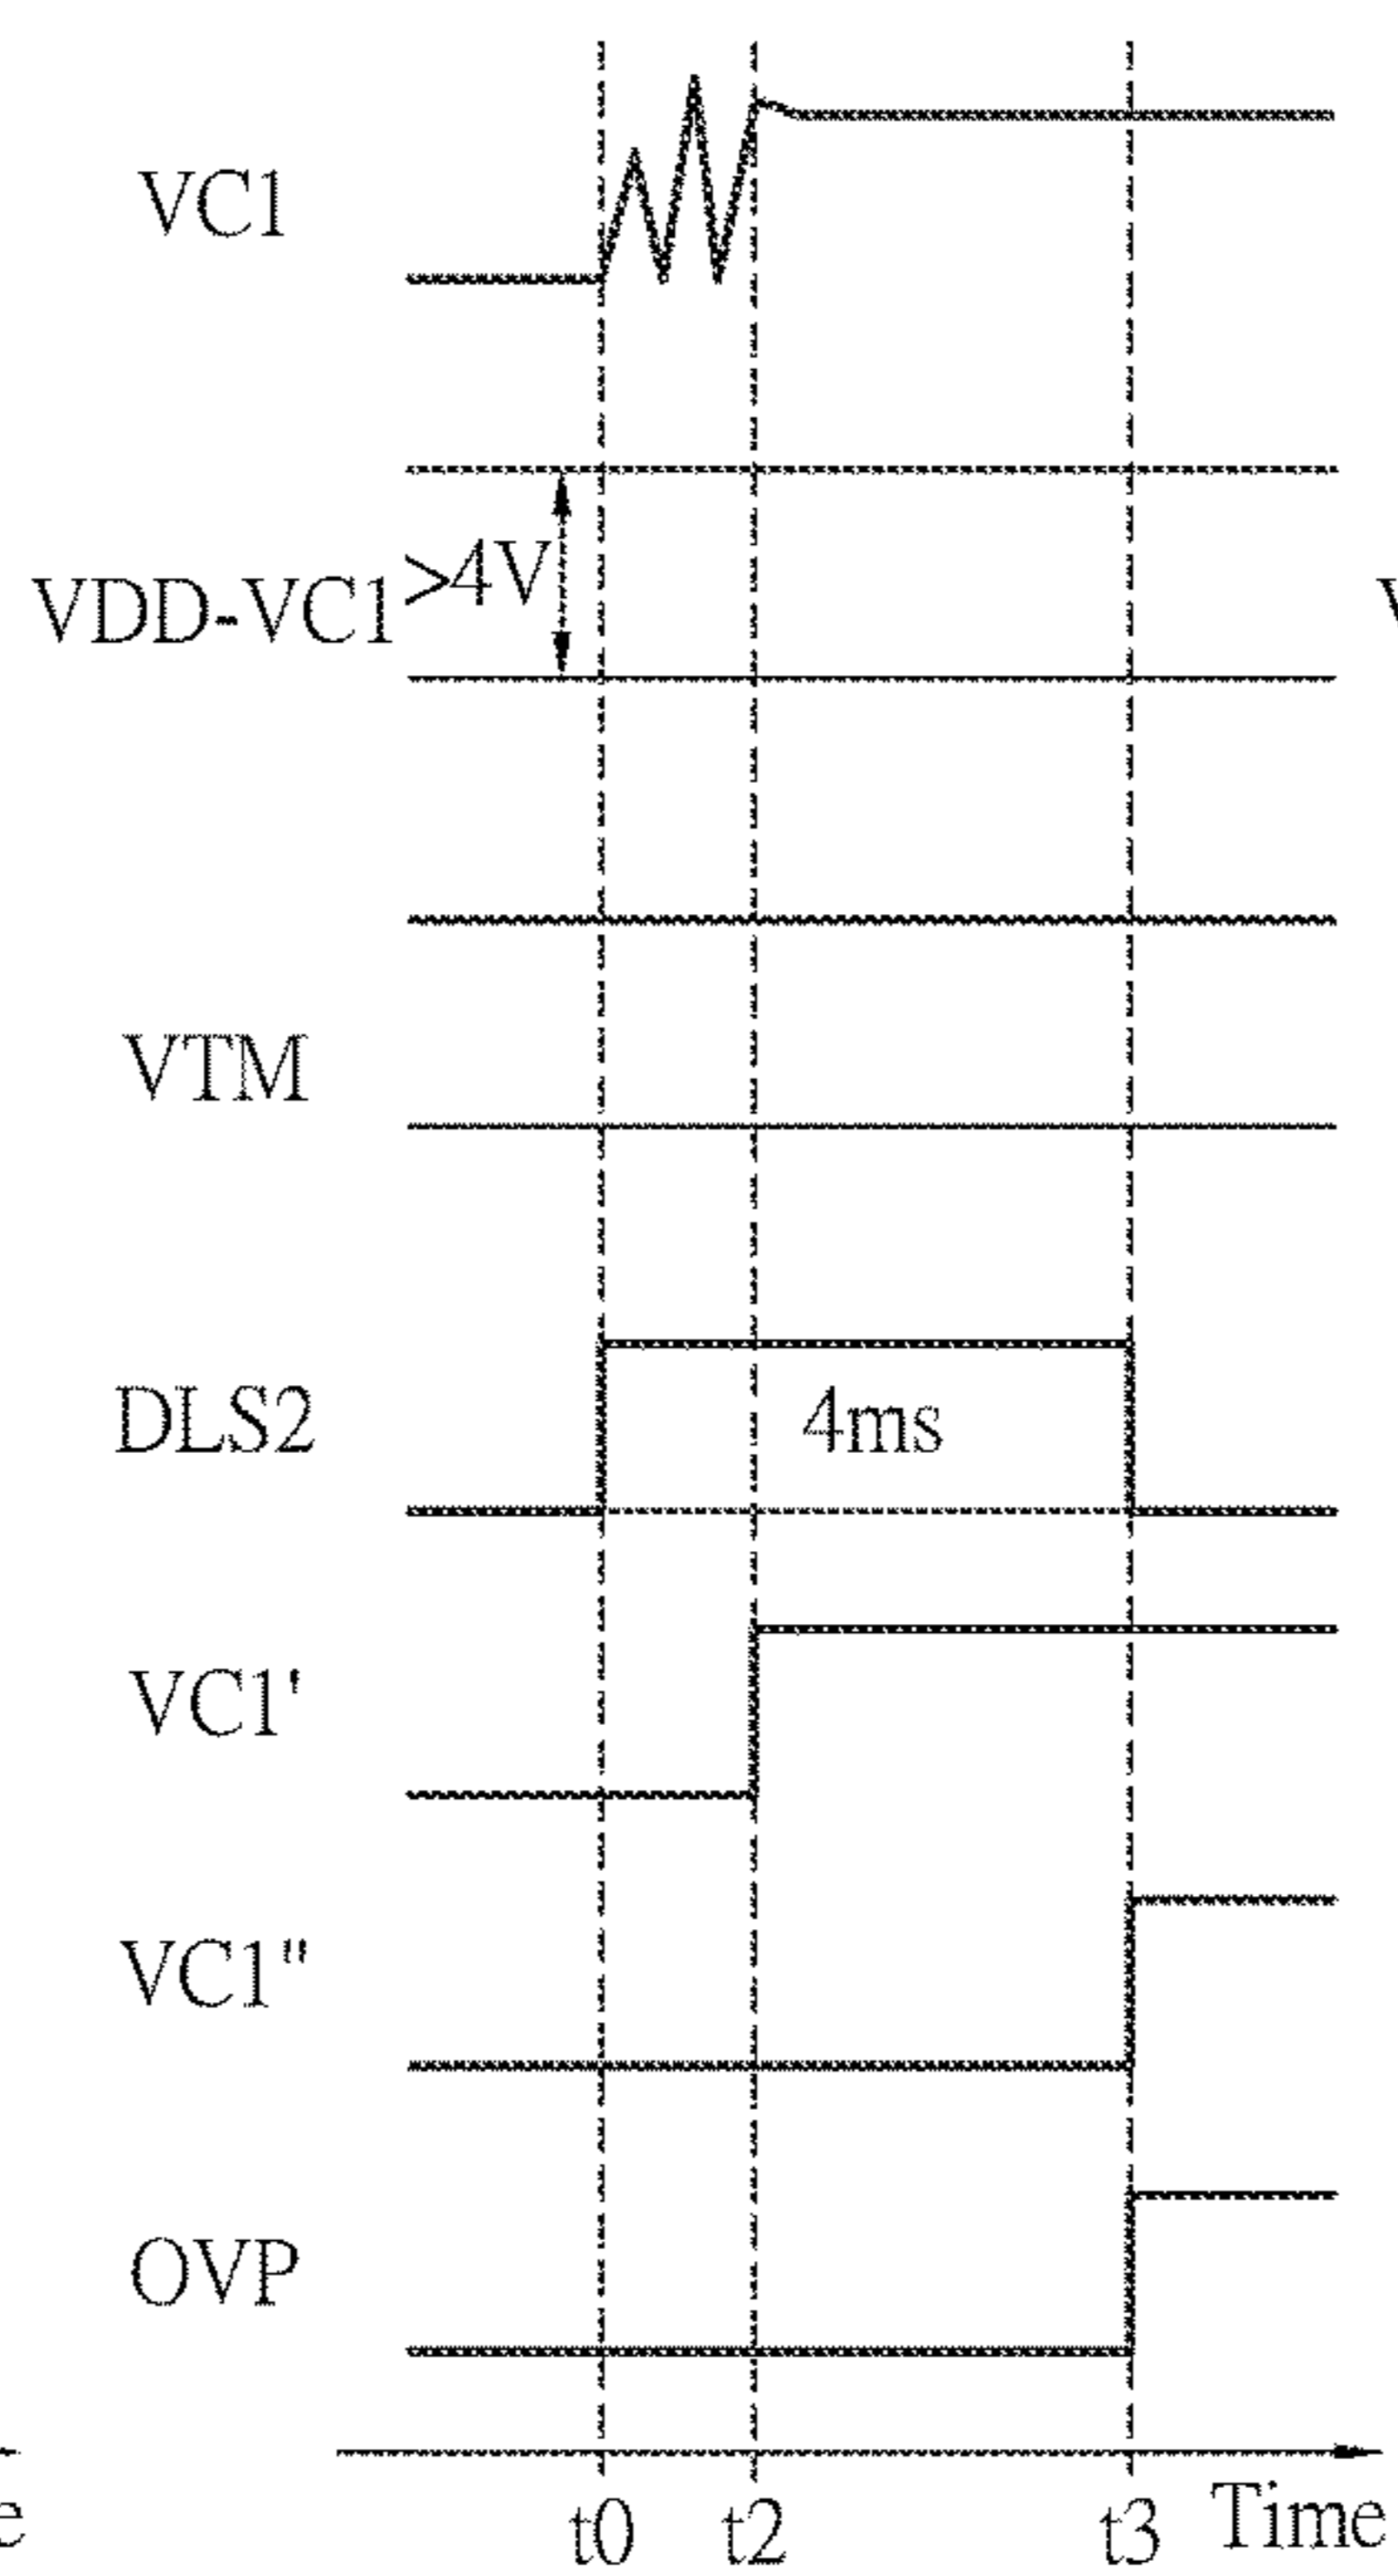 VC1
VDD-VC1 >4V
VTM
DLS2 4ms
VC1'
VC1"
OVP
t0 t2 t3 Time